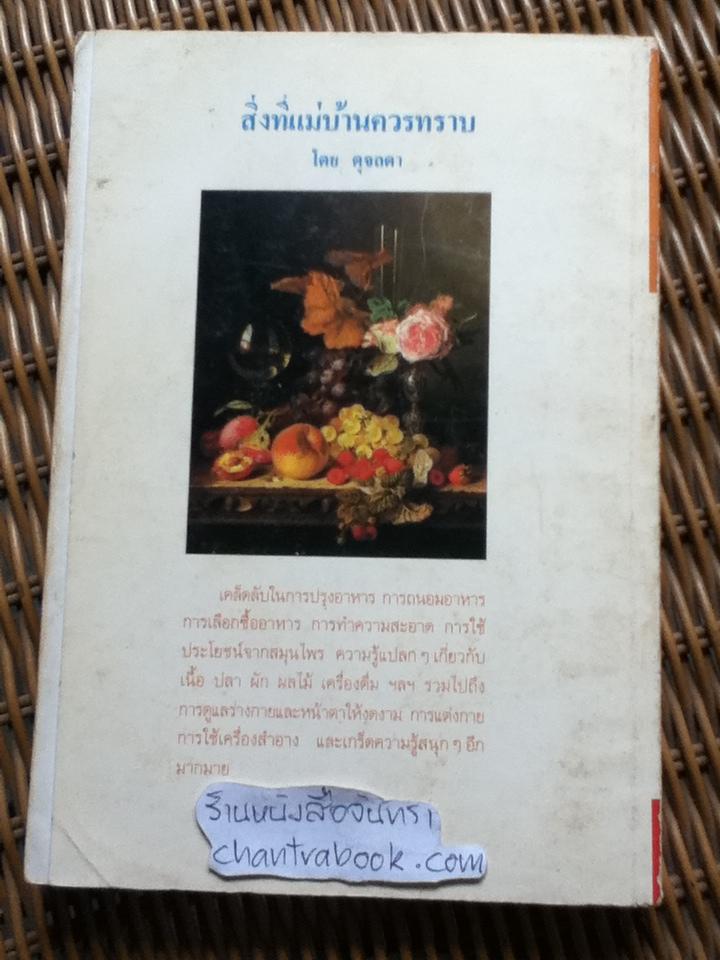 สิ่งที่แม่บ้านควรทราบ
โดย ดุจลดา
เคล็ดลับในการปรุงอาหาร การถนอมอาหาร
การเลือกซื้ออาหาร การทำความสะอาด การใช้
ประโยชน์จากสมุนไพร ความรู้แปลก ๆ เกี่ยวกับ
เนื้อ ปลา ผัก ผลไม้ เครื่องดื่ม ฯลฯ รวมไปถึง
การดูแลร่างกายและหน้าตาให้งดงาม การแต่งกาย
การใช้เครื่องสำอาง และเกร็ดความรู้สนุก ๆ อีก
มากมาย
ร้านหนังสือจันทรา
chantrabook.com